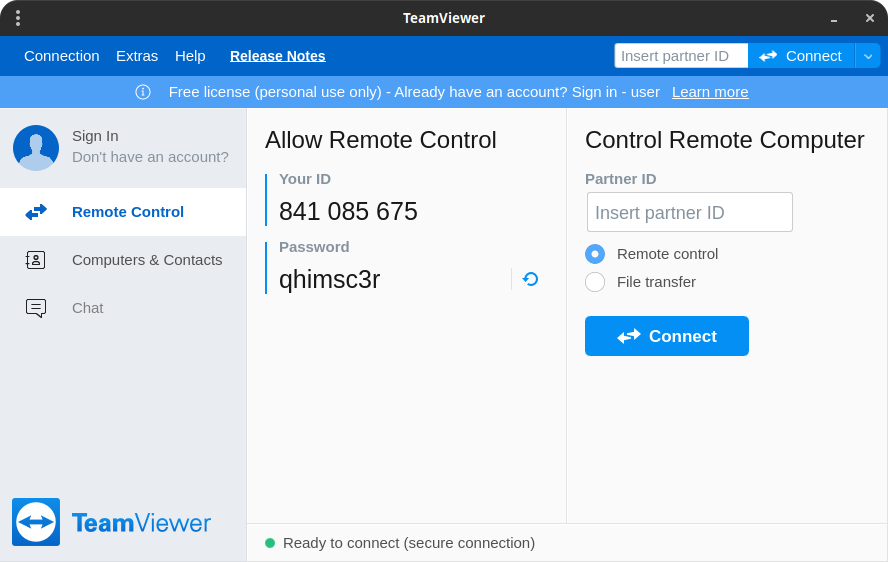 TeamViewer
Connection Extras Help Release Notes Insert partner ID Connect
Free license (personal use only) - Already have an account? Sign in - user Learn more
Sign In
Don't have an account?
Remote Control
Computers & Contacts
Chat
TeamViewer
Allow Remote Control
Your ID
841 085 675
Password
qhimsc3r
Control Remote Computer
Partner ID
Insert partner ID
Remote control
File transfer
Connect
Ready to connect (secure connection)